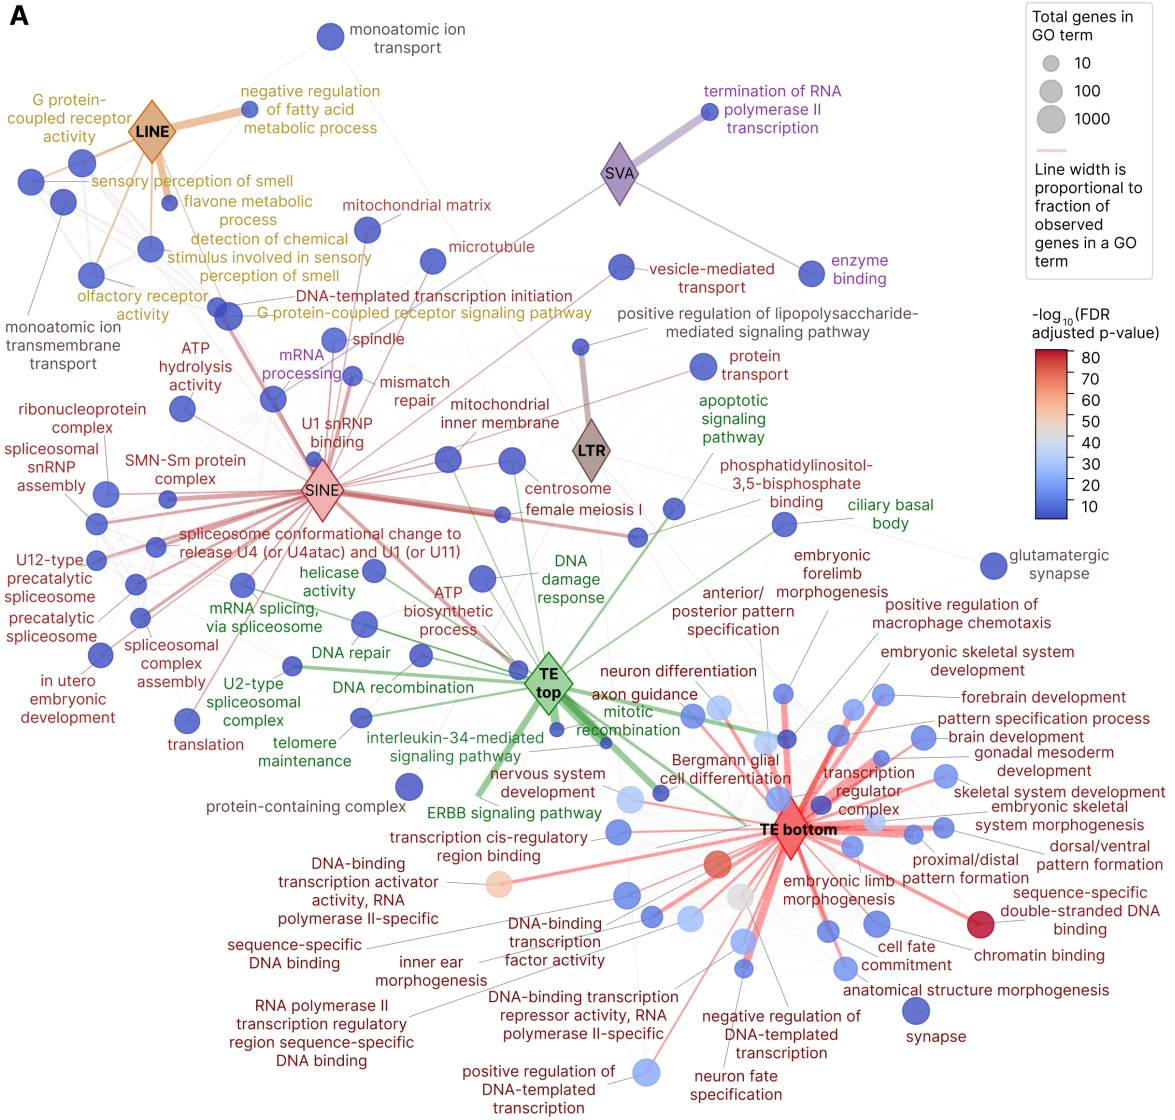 A
monoatomic ion
transport
Total genes in
GO term
10
100
1000
Line width is
proportional to
fraction of
observed
genes in a GO
term
G protein-
coupled receptor
activity
LINE
negative regulation
of fatty acid
metabolic process
termination of RNA
polymerase II
transcription
SVA
sensory perception of smell
flavone metabolic
process
mitochondrial matrix
detection of chemical
stimulus involved in sensory
perception of smell
microtubule
enzyme
binding
vesicle-mediated
transport
olfactory receptor
activity
DNA-templated transcription initiation
G protein-coupled receptor signaling pathway
positive regulation of lipopolysaccharide-
mediated signaling pathway
-log10(FDR
adjusted p-value)
80
70
60
50
40
30
20
10
monoatomic ion
transmembrane
transport
spindle
ATP
hydrolysis
activity
mRNA
processing
mismatch
repair
protein
transport
ribonucleoprotein
complex
mitochondrial
inner membrane
apoptotic
signaling
pathway
U1 snRNP
binding
LTR
spliceosomal
snRNP
assembly
SMN-Sm protein
complex
SINE
phosphatidylinositol-
3,5-bisphosphate
binding
centrosome
female meiosis I
ciliary basal
body
spliceosome conformational change to
release U4 (or U4atac) and U1 (or U11)
U12-type
precatalytic
spliceosome
helicase
activity
DNA
damage
response
embryonic
forelimb
morphogenesis
glutamatergic
synapse
precatalytic
spliceosome
mRNA splicing,
via spliceosome
ATP
biosynthetic
process
anterior/
posterior pattern
specification
positive regulation of
macrophage chemotaxis
spliceosomal
complex
assembly
DNA repair
embryonic skeletal system
development
in utero
embryonic
development
U2-type
spliceosomal
complex
DNA recombination
TE
top
neuron differentiation
axon guidance
forebrain development
mitotic
recombination
pattern specification process
brain development
translation
telomere
maintenance
interleukin-34-mediated
signaling pathway
gonadal mesoderm
development
nervous system
development
Bergmann glial
cell differentiation
transcription
regulator
complex
skeletal system development
protein-containing complex
ERBB signaling pathway
embryonic skeletal
system morphogenesis
TE bottom
transcription cis-regulatory
region binding
dorsal/ventral
pattern formation
proximal/distal
pattern formation
DNA-binding
transcription activator
activity, RNA
polymerase II-specific
embryonic limb
morphogenesis
sequence-specific
double-stranded DNA
binding
DNA-binding
transcription
factor activity
sequence-specific
DNA binding
inner ear
morphogenesis
cell fate
commitment
chromatin binding
anatomical structure morphogenesis
RNA polymerase II
transcription regulatory
region sequence-specific
DNA binding
DNA-binding transcription
repressor activity, RNA
polymerase II-specific
negative regulation of
DNA-templated
transcription
synapse
positive regulation of
DNA-templated
transcription
neuron fate
specification